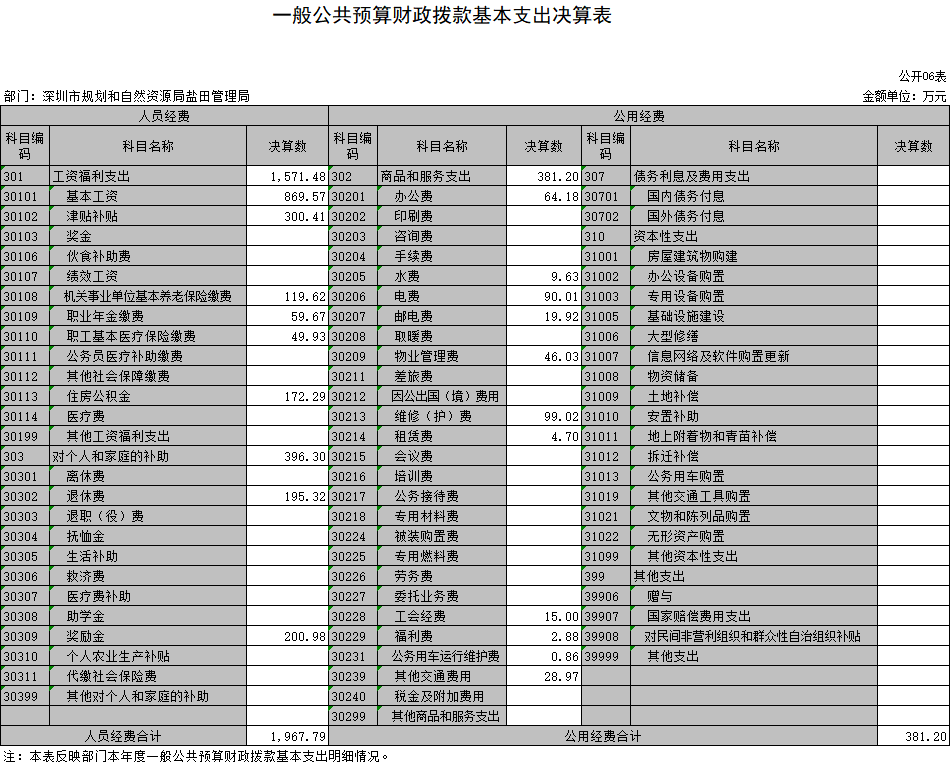 一般公共预算财政拨款基本支出决算表
公开06表
部门：深圳市规划和自然资源局盐田管理局 金额单位：万元
人员经费 公用经费
科目编码 科目名称 决算数 科目编码 科目名称 决算数 科目编码 科目名称 决算数
301 工资福利支出 1,571.48 302 商品和服务支出 381.20 307 债务利息及费用支出
30101 基本工资 869.57 30201 办公费 64.18 30701 国内债务付息
30102 津贴补贴 300.41 30202 印刷费 30702 国外债务付息
30103 奖金 30203 咨询费 310 资本性支出
30106 伙食补助费 30204 手续费 31001 房屋建筑物购建
30107 绩效工资 30205 水费 9.63 31002 办公设备购置
30108 机关事业单位基本养老保险缴费 119.62 30206 电费 90.01 31003 专用设备购置
30109 职业年金缴费 59.67 30207 邮电费 19.92 31005 基础设施建设
30110 职工基本医疗保险缴费 49.93 30208 取暖费 31006 大型修缮
30111 公务员医疗补助缴费 30209 物业管理费 46.03 31007 信息网络及软件购置更新
30112 其他社会保障缴费 30211 差旅费 31008 物资储备
30113 住房公积金 172.29 30212 因公出国（境）费用 31009 土地补偿
30114 医疗费 30213 维修（护）费 99.02 31010 安置补助
30199 其他工资福利支出 30214 租赁费 4.70 31011 地上附着物和青苗补偿
303 对个人和家庭的补助 396.30 30215 会议费 31012 拆迁补偿
30301 离休费 30216 培训费 31013 公务用车购置
30302 退休费 195.32 30217 公务接待费 31019 其他交通工具购置
30303 退职（役）费 30218 专用材料费 31021 文物和陈列品购置
30304 抚恤金 30224 被装购置费 31022 无形资产购置
30305 生活补助 30225 专用燃料费 31099 其他资本性支出
30306 救济费 30226 劳务费 399 其他支出
30307 医疗费补助 30227 委托业务费 39906 赠与
30308 助学金 30228 工会经费 15.00 39907 国家赔偿费用支出
30309 奖励金 200.98 30229 福利费 2.88 39908 对民间非营利组织和群众性自治组织补贴
30310 个人农业生产补贴 30231 公务用车运行维护费 0.86 39999 其他支出
30311 代缴社会保险费 30239 其他交通费用 28.97
30399 其他对个人和家庭的补助 30240 税金及附加费用
30299 其他商品和服务支出
人员经费合计 1,967.79 公用经费合计 381.20
注：本表反映部门本年度一般公共预算财政拨款基本支出明细情况。